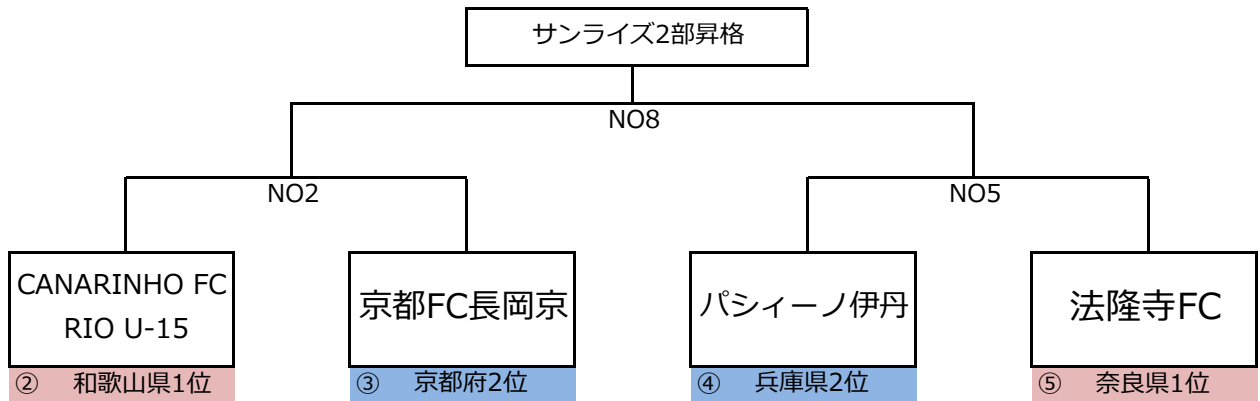 サンライズ2部昇格
NO8
NO2
NO5
CANARINHO FC
RIO U-15
京都FC長岡京
パシィーノ伊丹
法隆寺FC
② 和歌山県1位
③ 京都府2位
④ 兵庫県2位
⑤ 奈良県1位